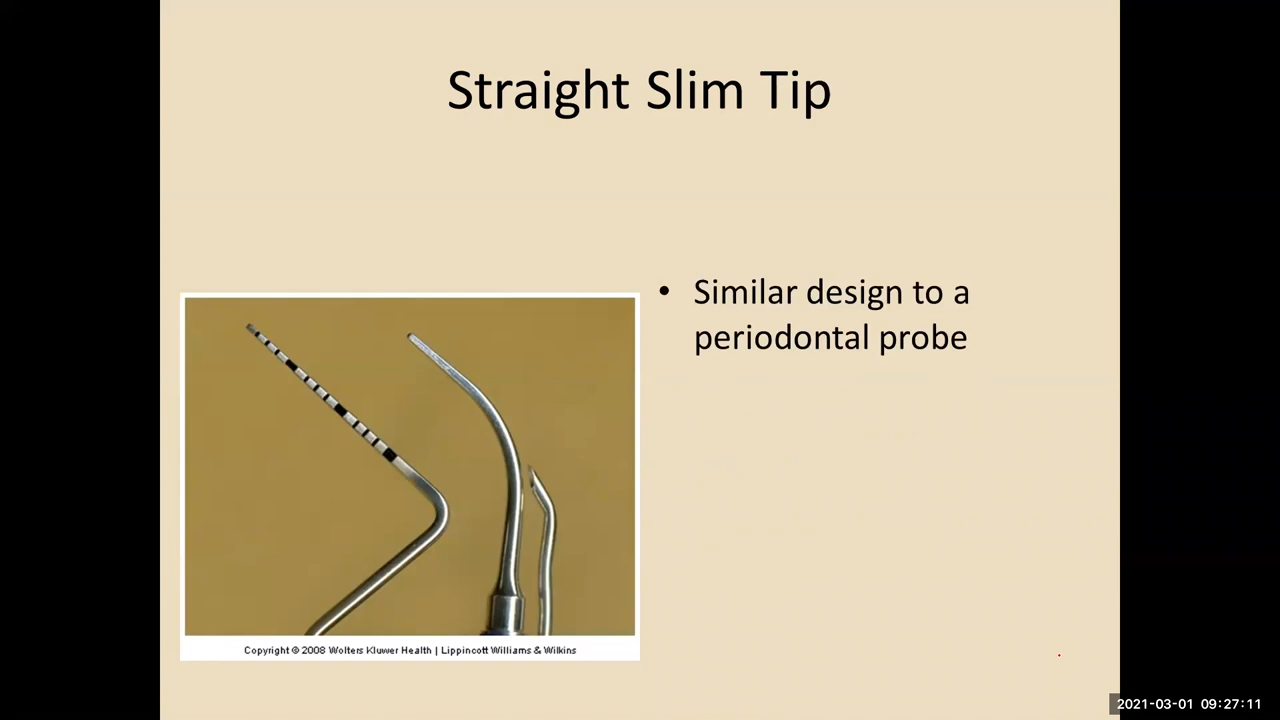 Straight Slim Tip
• Similar design to a
periodontal probe
Copyright © 2008 Wolters Kluwer Health | Lippincott Williams & Wilkins
2021-03-01 09:27:11